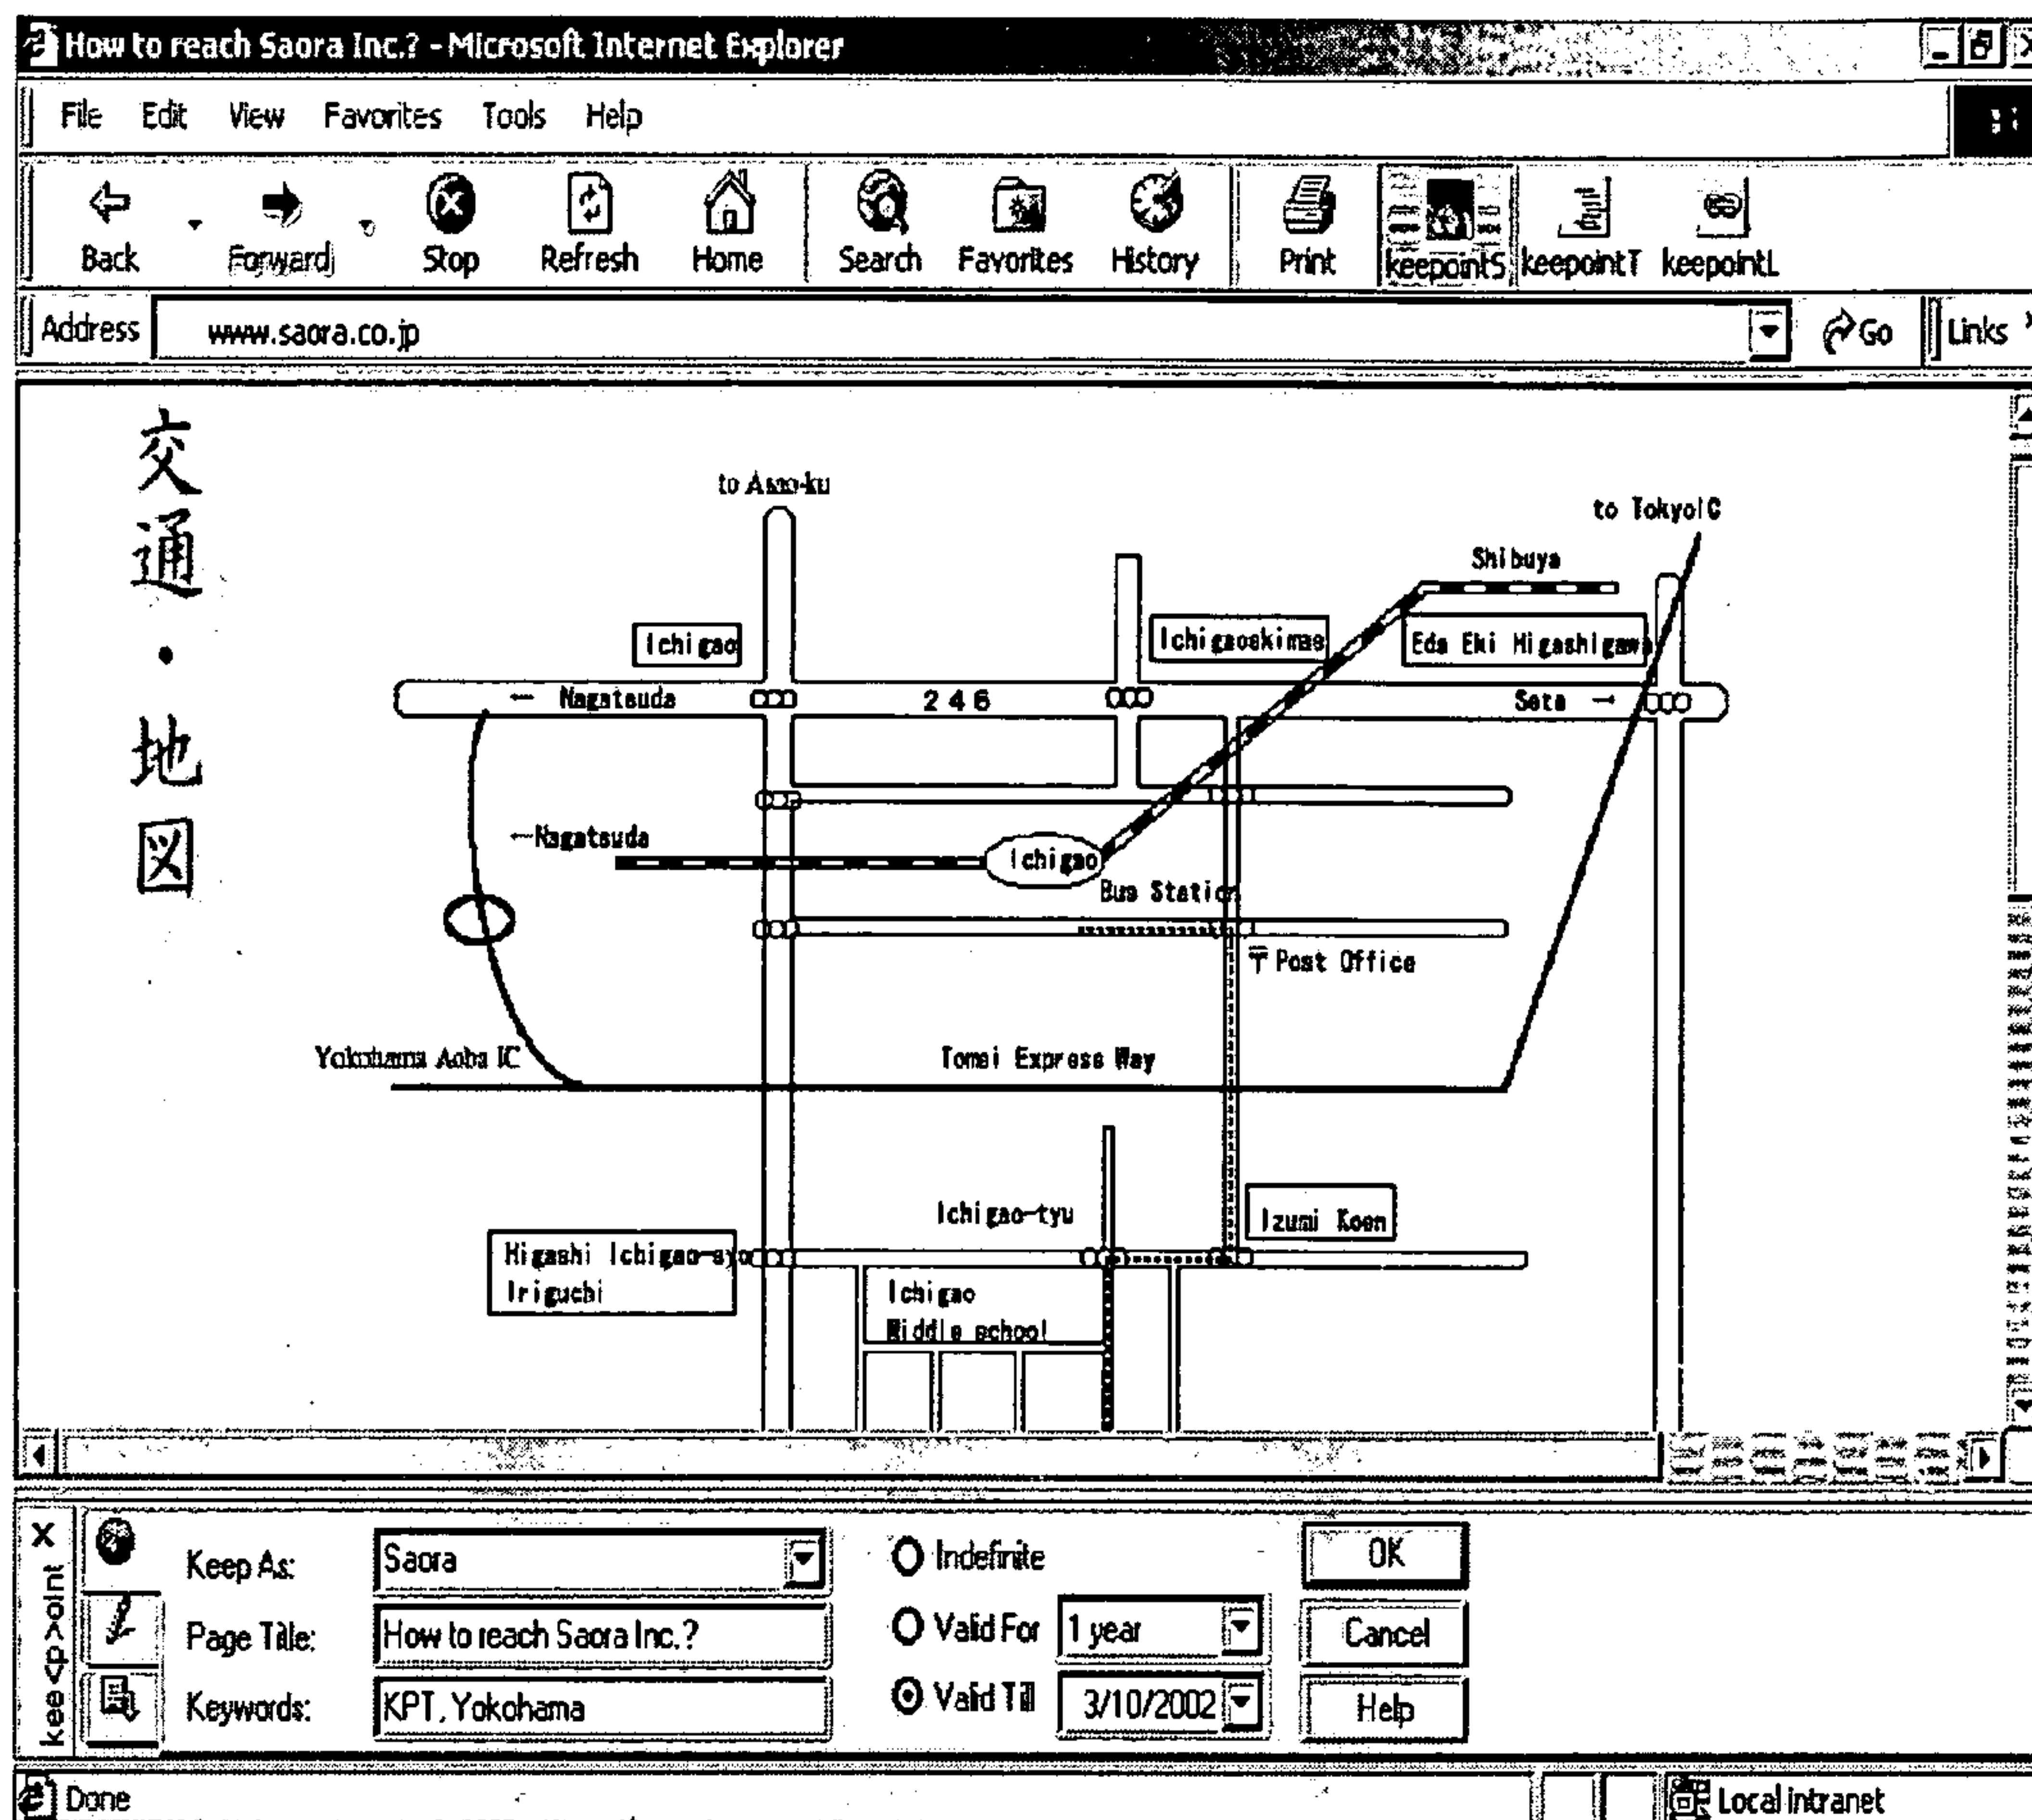 How to reach Saora Inc.? - Microsoft Internet Explorer
File Edit View Favorites Tools Help
Back Forward Stop Refresh Home Search Favorites History Print keepointS keepointT keepointL
Address www.saora.co.jp Go Links
交通・地図
to Asao-ku
to TokyoIC
Shibuya
Ichigao
Ichigaoekimae
Eda Eki Higashigawa
← Nagatsuda
246
Seta →
←Nagatsuda
Ichigao
Bus Station
〒Post Office
Yokohama Aoba IC
Tomei Express Way
Ichigao-tyu
Izumi Koen
Higashi Ichigao-syo
Iriguchi
Ichigao
Middle school
kee<p>oint
Keep As: Saora
Indefinite
OK
Page Title: How to reach Saora Inc.?
Valid For 1 year
Cancel
Keywords: KPT, Yokohama
Valid Till 3/10/2002
Help
Done
Local intranet